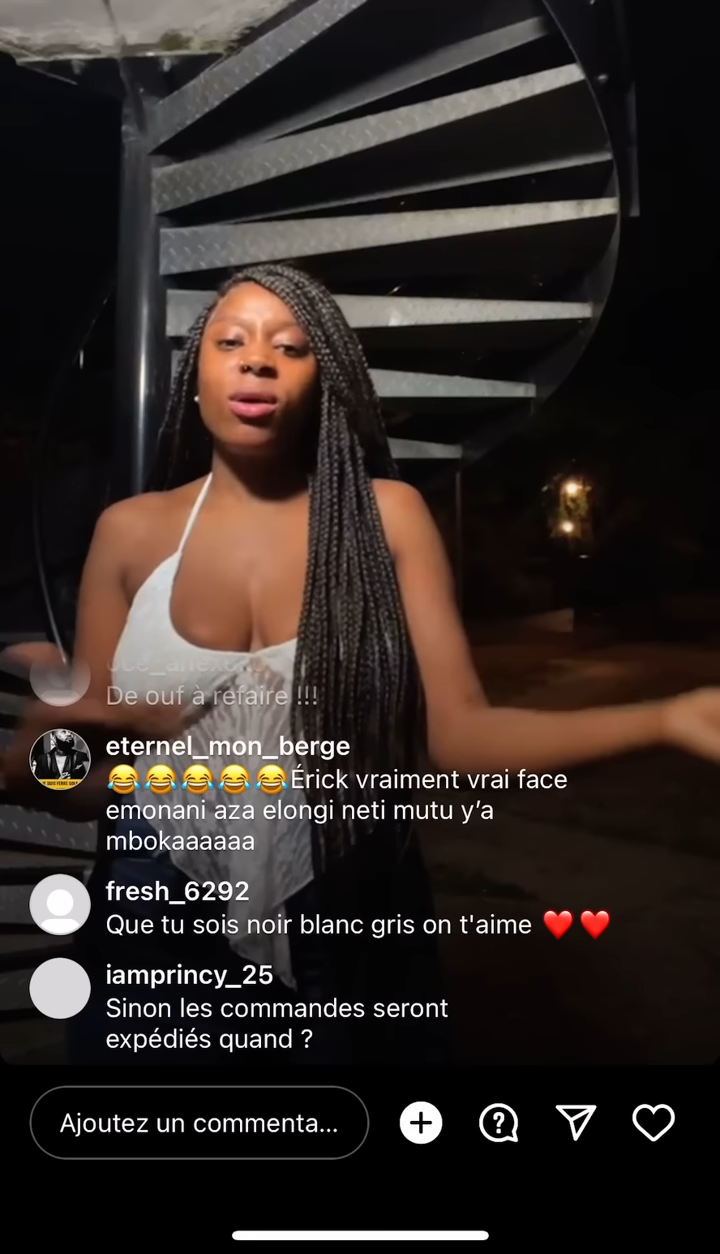 De ouf à refaire !!!
eternel_mon_berge
😂😂😂😂😂Érick vraiment vrai face
emonani aza elongi neti mutu y’a
mbokaaaaaa
fresh_6292
Que tu sois noir blanc gris on t'aime ❤️❤️
iamprincy_25
Sinon les commandes seront
expédiés quand ?
Ajoutez un commenta...